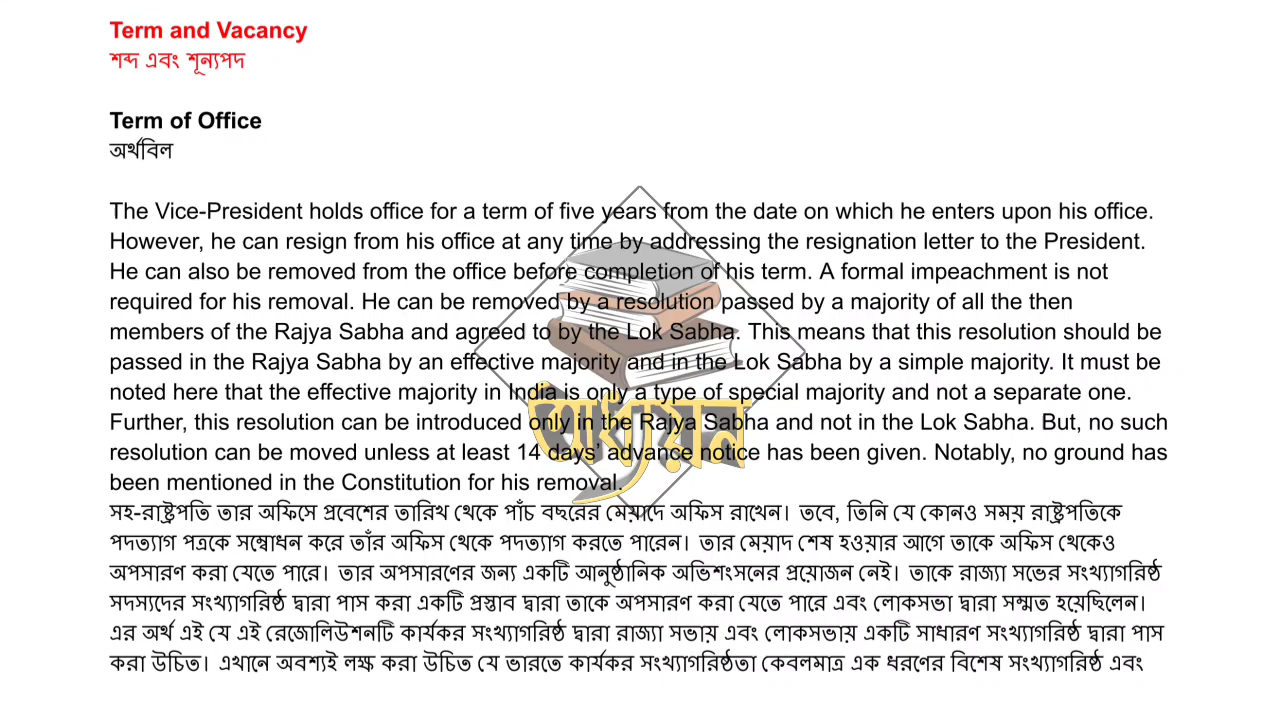 Term and Vacancy
শব্দ এবং শূন্যপদ
Term of Office
অর্থবিল
The Vice-President holds office for a term of five years from the date on which he enters upon his office.
However, he can resign from his office at any time by addressing the resignation letter to the President.
He can also be removed from the office before completion of his term. A formal impeachment is not
required for his removal. He can be removed by a resolution passed by a majority of all the then
members of the Rajya Sabha and agreed to by the Lok Sabha. This means that this resolution should be
passed in the Rajya Sabha by an effective majority and in the Lok Sabha by a simple majority. It must be
noted here that the effective majority in India is only a type of special majority and not a separate one.
অধ্যয়ন
Further, this resolution can be introduced only in the Rajya Sabha and not in the Lok Sabha. But, no such
resolution can be moved unless at least 14 days’ advance notice has been given. Notably, no ground has
been mentioned in the Constitution for his removal.
সহ-রাষ্ট্রপতি তার অফিসে প্রবেশের তারিখ থেকে পাঁচ বছরের মেয়াদে অফিস রাখেন। তবে, তিনি যে কোনও সময় রাষ্ট্রপতিকে
পদত্যাগ পত্রকে সম্বোধন করে তাঁর অফিস থেকে পদত্যাগ করতে পারেন। তার মেয়াদ শেষ হওয়ার আগে তাকে অফিস থেকেও
অপসারণ করা যেতে পারে। তার অপসারণের জন্য একটি আনুষ্ঠানিক অভিশংসনের প্রয়োজন নেই। তাকে রাজ্যা সভের সংখ্যাগরিষ্ঠ
সদস্যদের সংখ্যাগরিষ্ঠ দ্বারা পাস করা একটি প্রস্তাব দ্বারা তাকে অপসারণ করা যেতে পারে এবং লোকসভা দ্বারা সম্মত হয়েছিলেন।
এর অর্থ এই যে এই রেজোলিউশনটি কার্যকর সংখ্যাগরিষ্ঠ দ্বারা রাজ্যা সভায় এবং লোকসভায় একটি সাধারণ সংখ্যাগরিষ্ঠ দ্বারা পাস
করা উচিত। এখানে অবশ্যই লক্ষ করা উচিত যে ভারতে কার্যকর সংখ্যাগরিষ্ঠতা কেবলমাত্র এক ধরণের বিশেষ সংখ্যাগরিষ্ঠ এবং